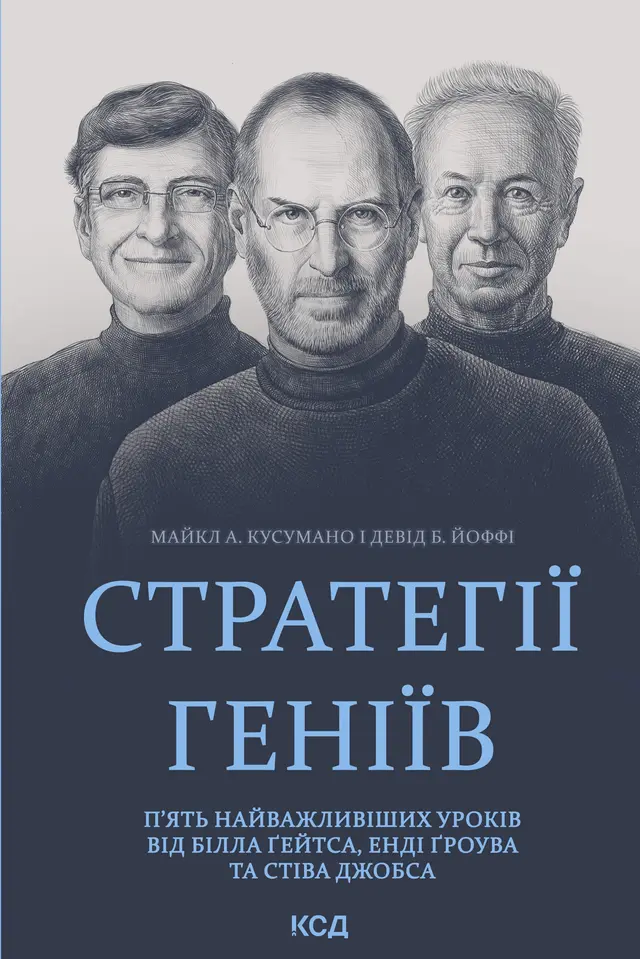 МАЙКЛ А. КУСУМАНО І ДЕВІД Б. ЙОФФІ
СТРАТЕГІЇ
ГЕНІЇВ
П’ЯТЬ НАЙВАЖЛИВІШИХ УРОКІВ
ВІД БІЛЛА ҐЕЙТСА, ЕНДІ ҐРОУВА
ТА СТІВА ДЖОБСА
КСД